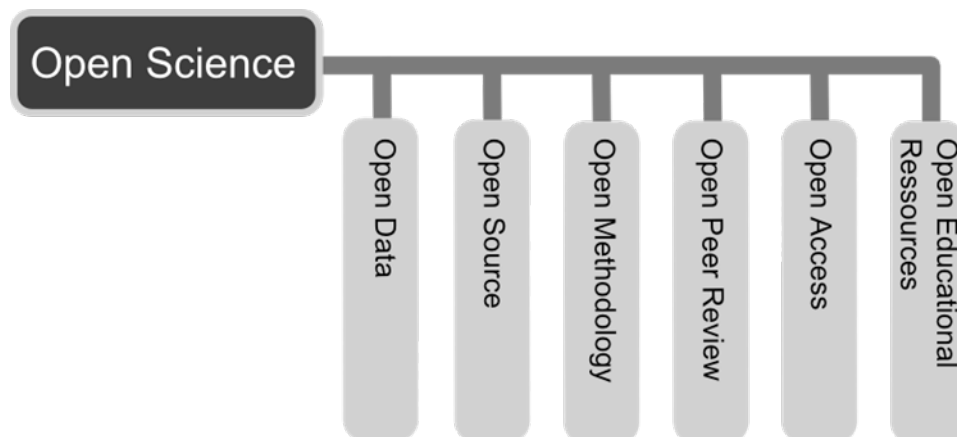 Open Science
Open Data
Open Source
Open Methodology
Open Peer Review
Open Access
Open Educational
Ressources